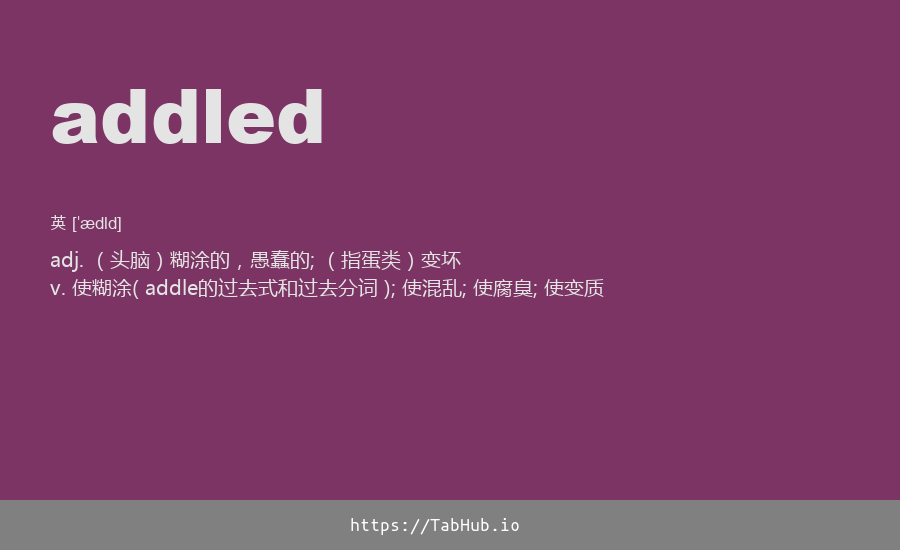 addled
英 ['ædld]
adj. （头脑）糊涂的，愚蠢的; （指蛋类）变坏
v. 使糊涂( addle的过去式和过去分词 ); 使混乱; 使腐臭; 使变质
https://TabHub.io